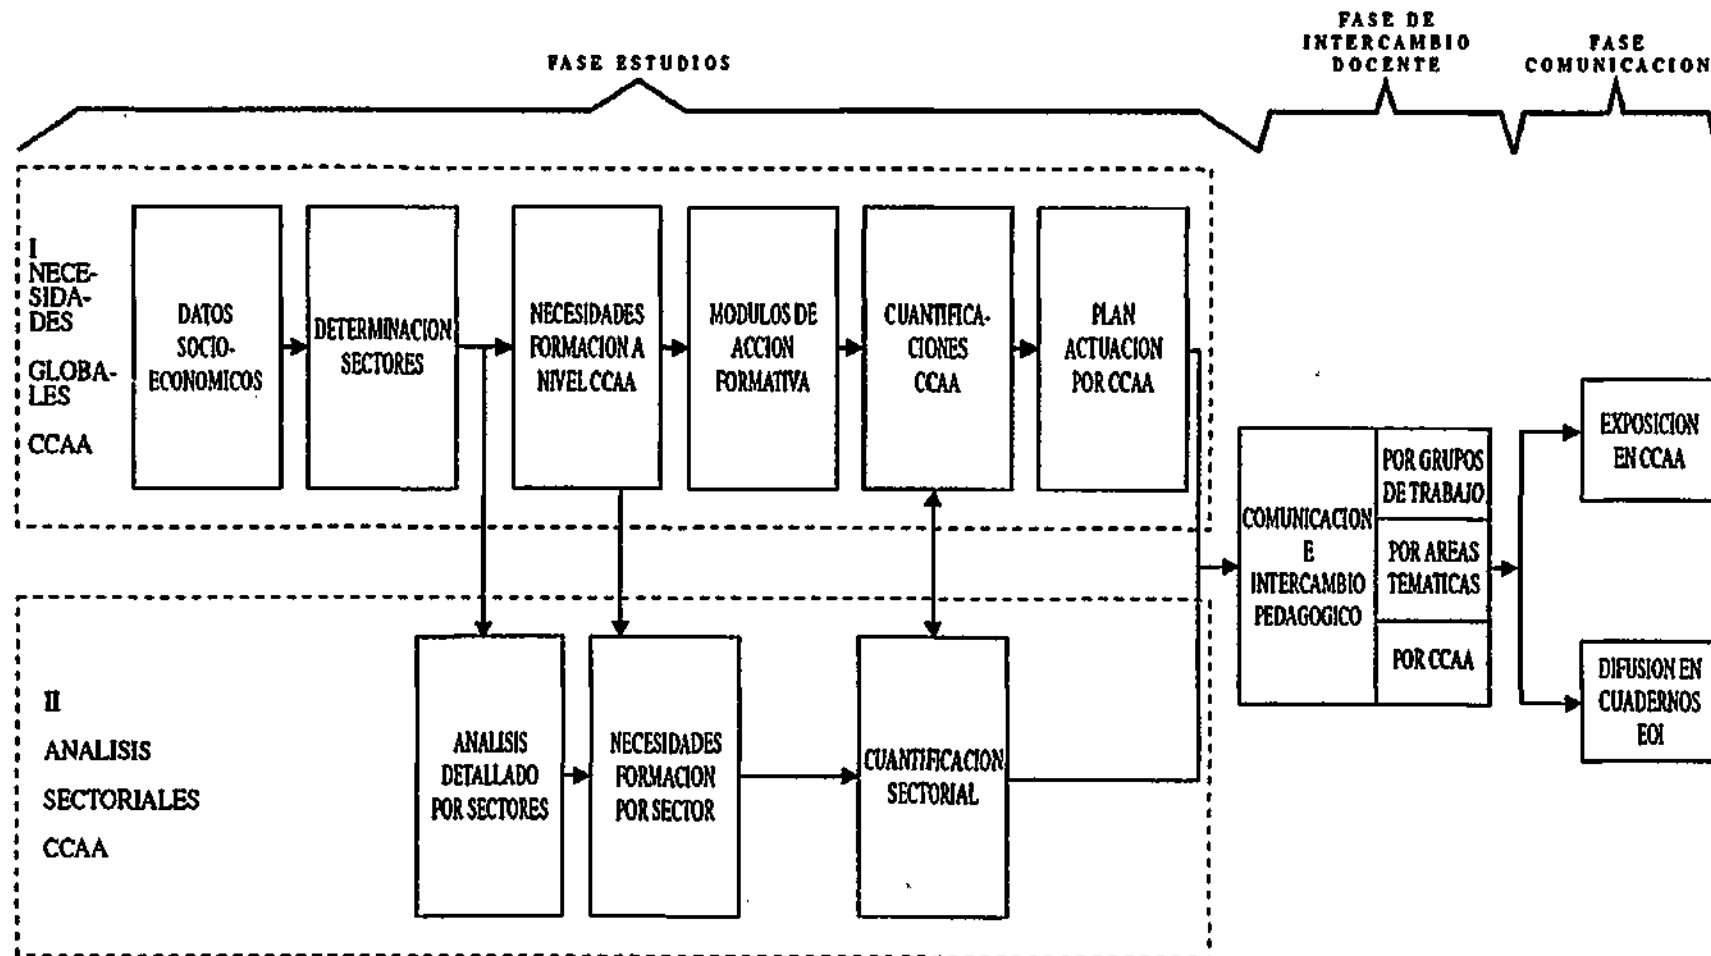 FASE ESTUDIOS
FASE DE
INTERCAMBIO
DOCENTE
FASE
COMUNICACION
I
NECE-
SIDA-
DES
GLOBA-
LES
CCAA
DATOS
SOCIO-
ECONOMICOS
DETERMINACION
SECTORES
NECESIDADES
FORMACION A
NIVEL CCAA
MODULOS DE
ACCION
FORMATIVA
CUANTIFICA-
CIONES
CCAA
PLAN
ACTUACION
POR CCAA
COMUNICACION
E
INTERCAMBIO
PEDAGOGICO
POR GRUPOS
DE TRABAJO
POR AREAS
TEMATICAS
POR CCAA
EXPOSICION
EN CCAA
DIFUSION EN
CUADERNOS
EOI
II
ANALISIS
SECTORIALES
CCAA
ANALISIS
DETALLADO
POR SECTORES
NECESIDADES
FORMACION
POR SECTOR
CUANTIFICACION
SECTORIAL